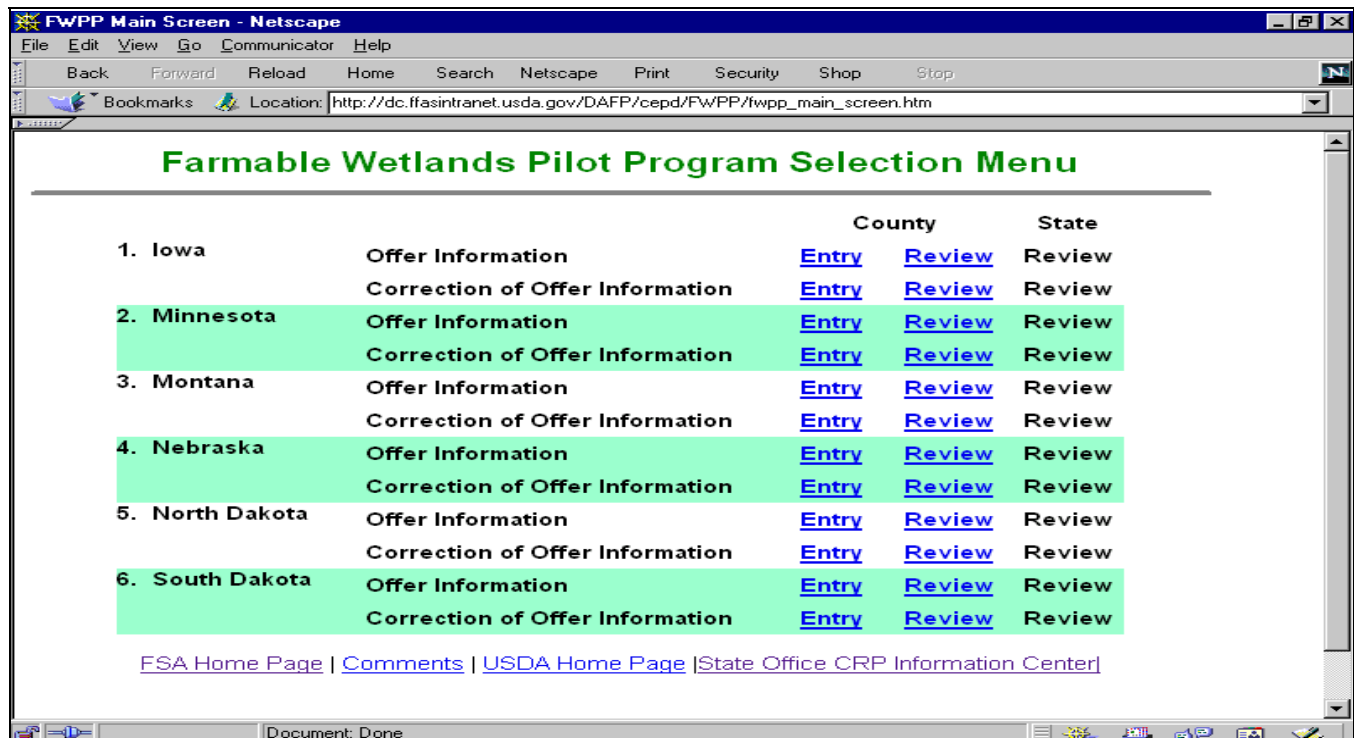 FWPP Main Screen - Netscape
File Edit View Go Communicator Help
Back Forward Reload Home Search Netscape Print Security Shop Stop
N
Bookmarks Location: http://dc.ffasintranet.usda.gov/DAFP/cepd/FWPP/fwpp_main_screen.htm
Farmable Wetlands Pilot Program Selection Menu
County State
1. Iowa Offer Information Entry Review Review
Correction of Offer Information Entry Review Review
2. Minnesota Offer Information Entry Review Review
Correction of Offer Information Entry Review Review
3. Montana Offer Information Entry Review Review
Correction of Offer Information Entry Review Review
4. Nebraska Offer Information Entry Review Review
Correction of Offer Information Entry Review Review
5. North Dakota Offer Information Entry Review Review
Correction of Offer Information Entry Review Review
6. South Dakota Offer Information Entry Review Review
Correction of Offer Information Entry Review Review
FSA Home Page | Comments | USDA Home Page |State Office CRP Information Center|
Document: Done